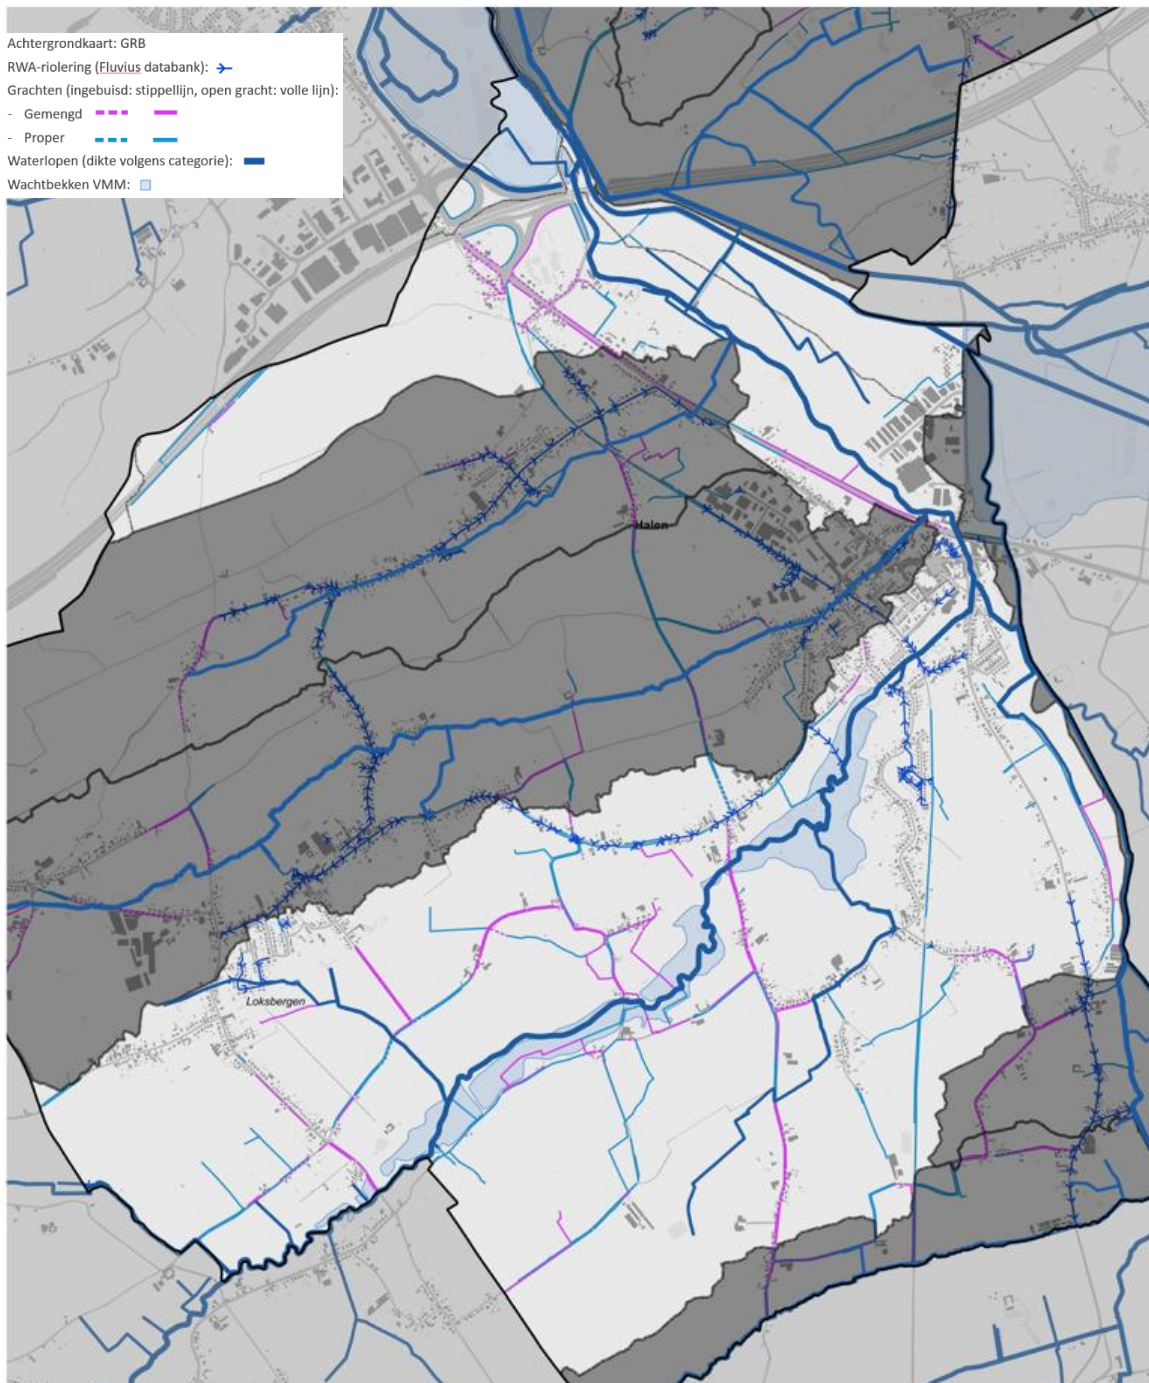 Achtergrondkaart: GRB
RWA-riolering (Fluvius databank):
Grachten (ingebuisd: stippellijn, open gracht: volle lijn):
- Gemengd
- Proper
Waterlopen (dikte volgens categorie):
Wachtbekken VMM:
Halen
Loksbergen